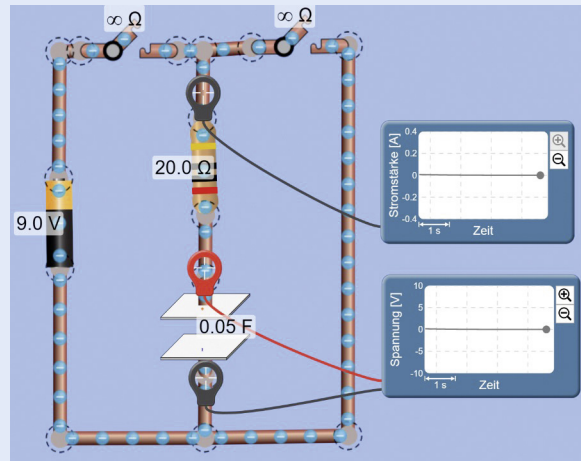 ∞ Ω
∞ Ω
20.0 Ω
9.0 V
0.05 F
Stromstärke [A]
0.4
0.2
0
-0.2
-0.4
1 s
Zeit
Spannung [V]
10
5
0
-5
-10
1 s
Zeit